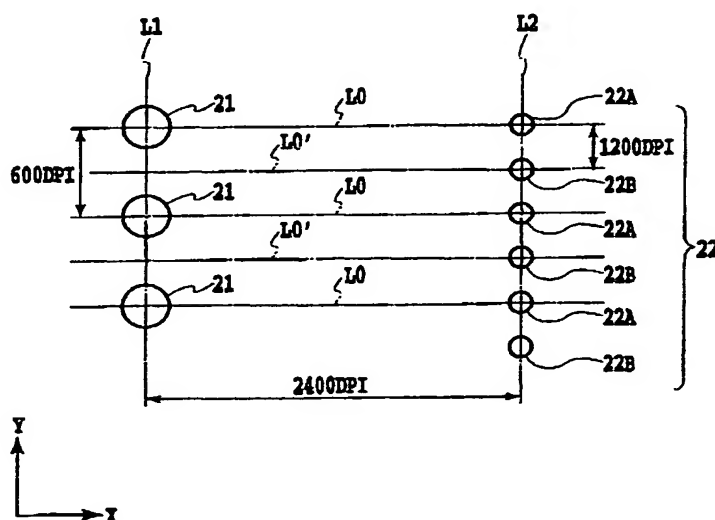 L1 L2
21 L0 22A
L0' 1200DPI
600DPI 22B
21 L0 22A
L0' 22
22B
21 L0
22A
22B
2400DPI
Y
X